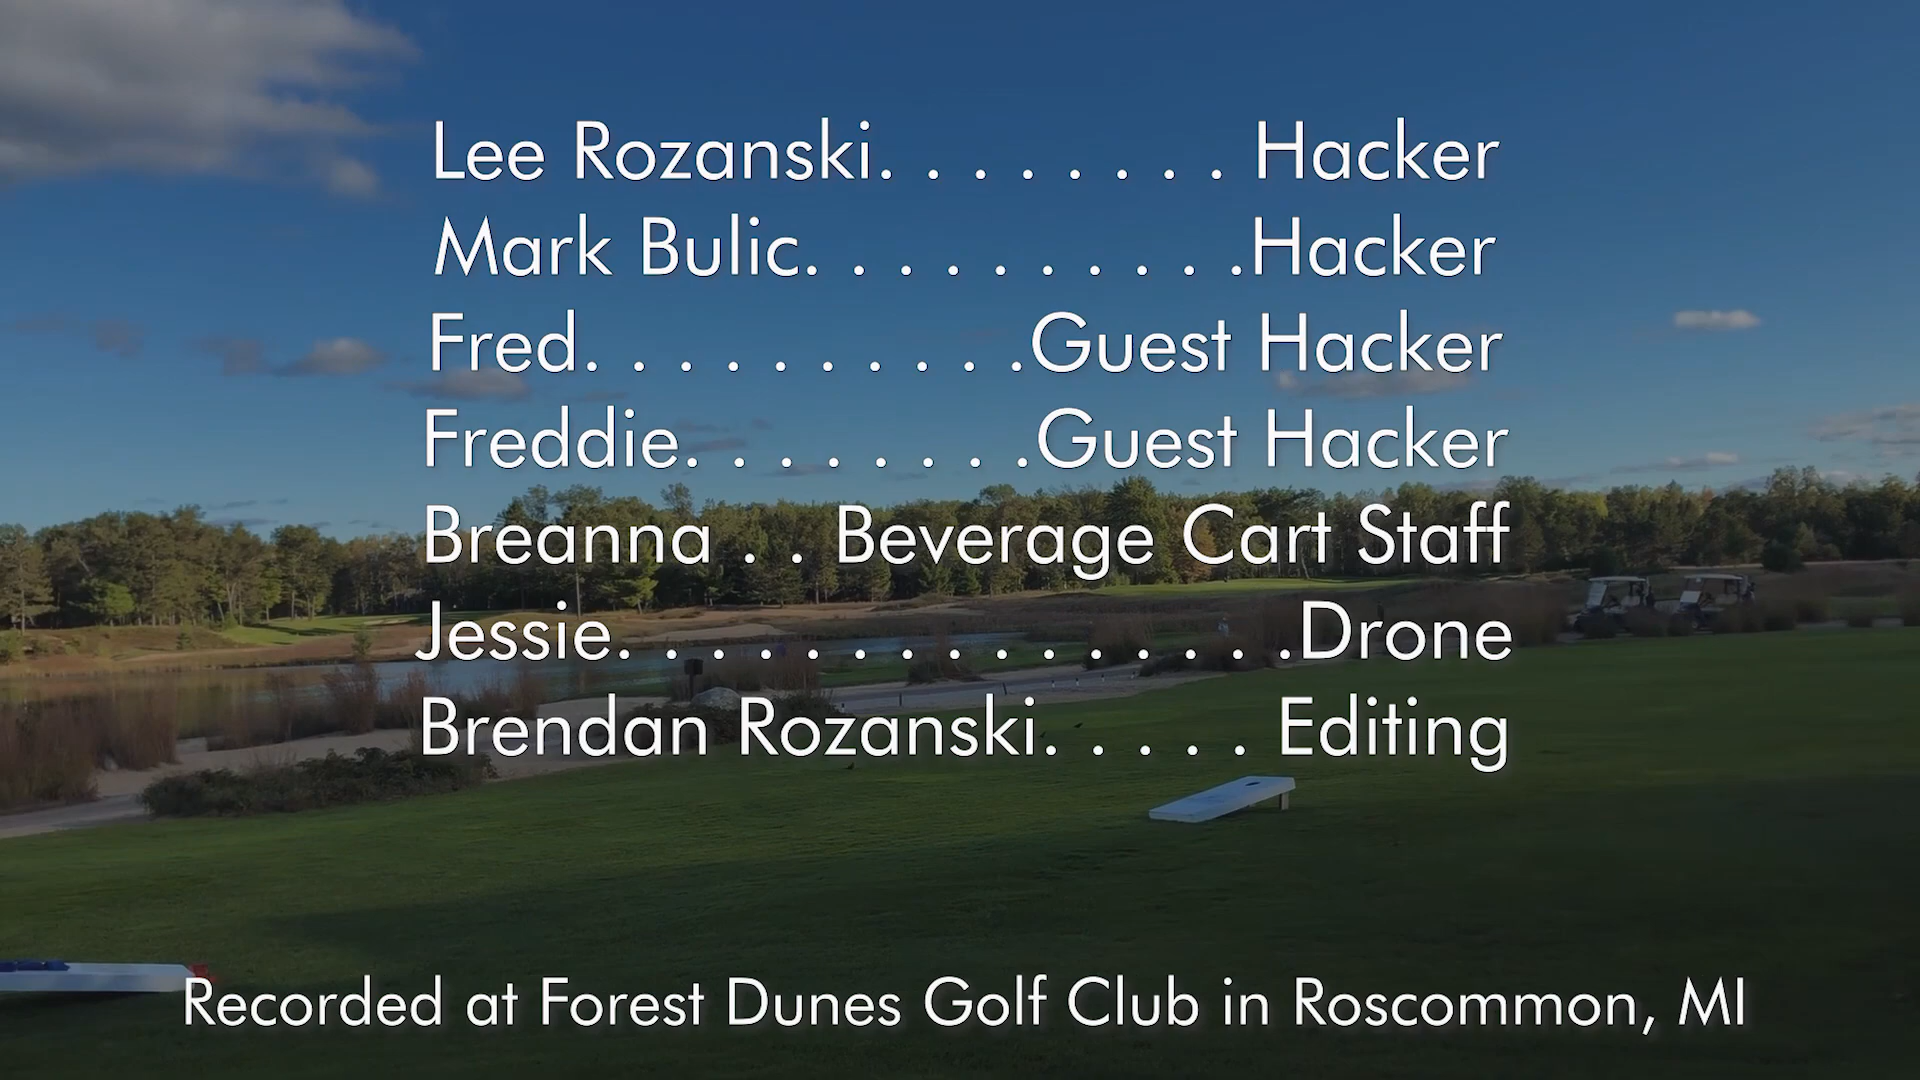 Lee Rozanski. . . . . . . . Hacker
Mark Bulic. . . . . . . . . .Hacker
Fred. . . . . . . . . .Guest Hacker
Freddie. . . . . . . .Guest Hacker
Breanna . . Beverage Cart Staff
Jessie. . . . . . . . . . . . . . .Drone
Brendan Rozanski. . . . . Editing
Recorded at Forest Dunes Golf Club in Roscommon, MI